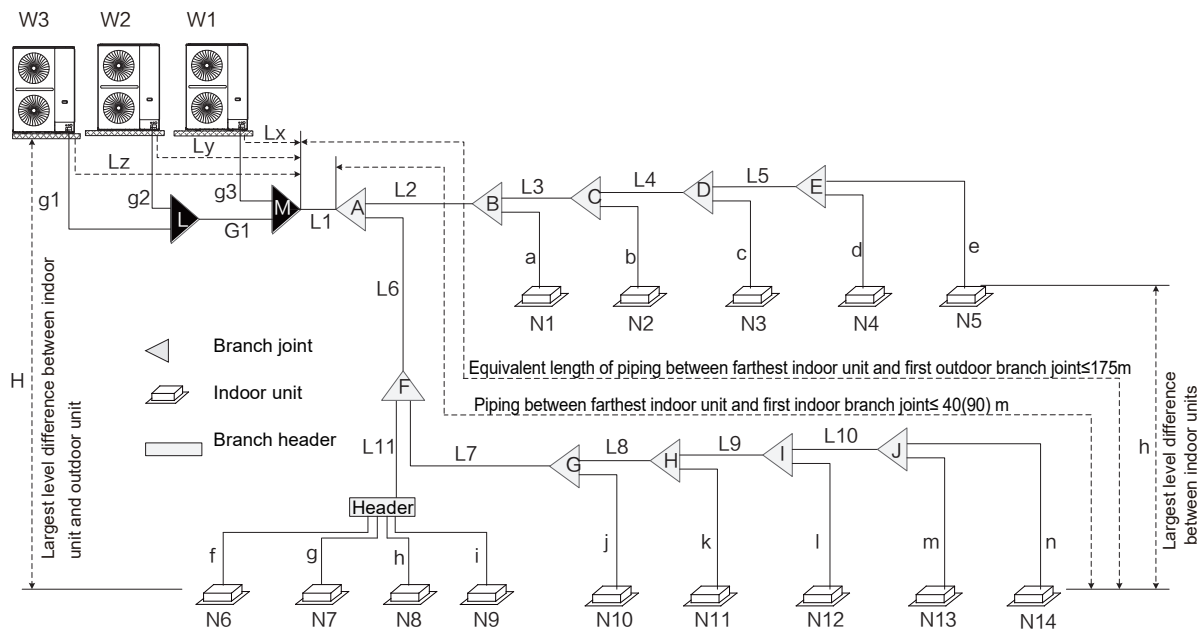 W3 W2 W1
Lx
Ly
Lz
g1 g2 g3
L M L1 A L2 B L3 C L4 D L5 E
G1
a b c d e
N1 N2 N3 N4 N5
L6
Branch joint
Indoor unit
Branch header
H
Largest level difference between indoor
unit and outdoor unit
Equivalent length of piping between farthest indoor unit and first outdoor branch joint≤175m
Piping between farthest indoor unit and first indoor branch joint≤ 40(90) m
h
Largest level difference
between indoor units
F
L11 L7 G L8 H L9 I L10 J
Header
f g h i j k l m n
N6 N7 N8 N9 N10 N11 N12 N13 N14